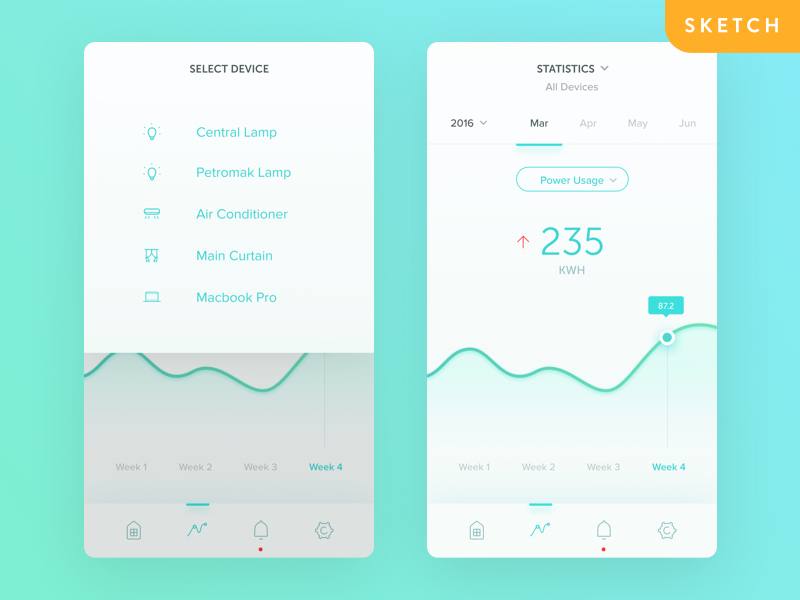 SKETCH
SELECT DEVICE
Central Lamp
Petromak Lamp
Air Conditioner
Main Curtain
Macbook Pro
Week 1 Week 2 Week 3 Week 4
STATISTICS
All Devices
2016 Mar Apr May Jun
Power Usage
235
KWH
87.2
Week 1 Week 2 Week 3 Week 4